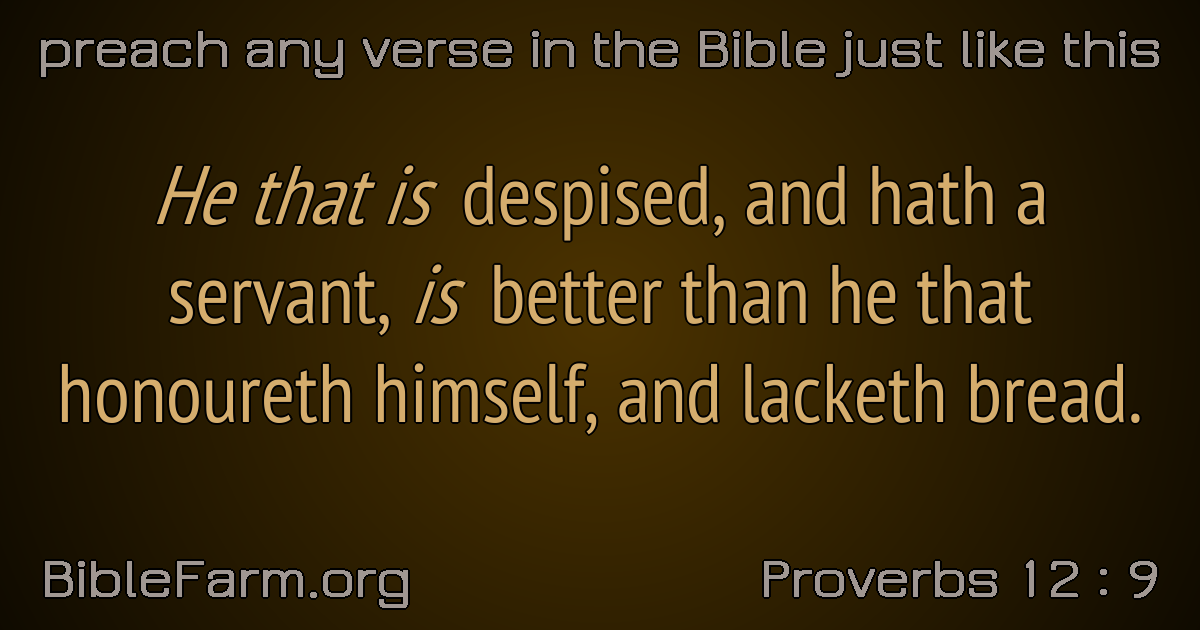 preach any verse in the Bible just like this
He that is despised, and hath a
servant, is better than he that
honoureth himself, and lacketh bread.
BibleFarm.org
Proverbs 12 : 9